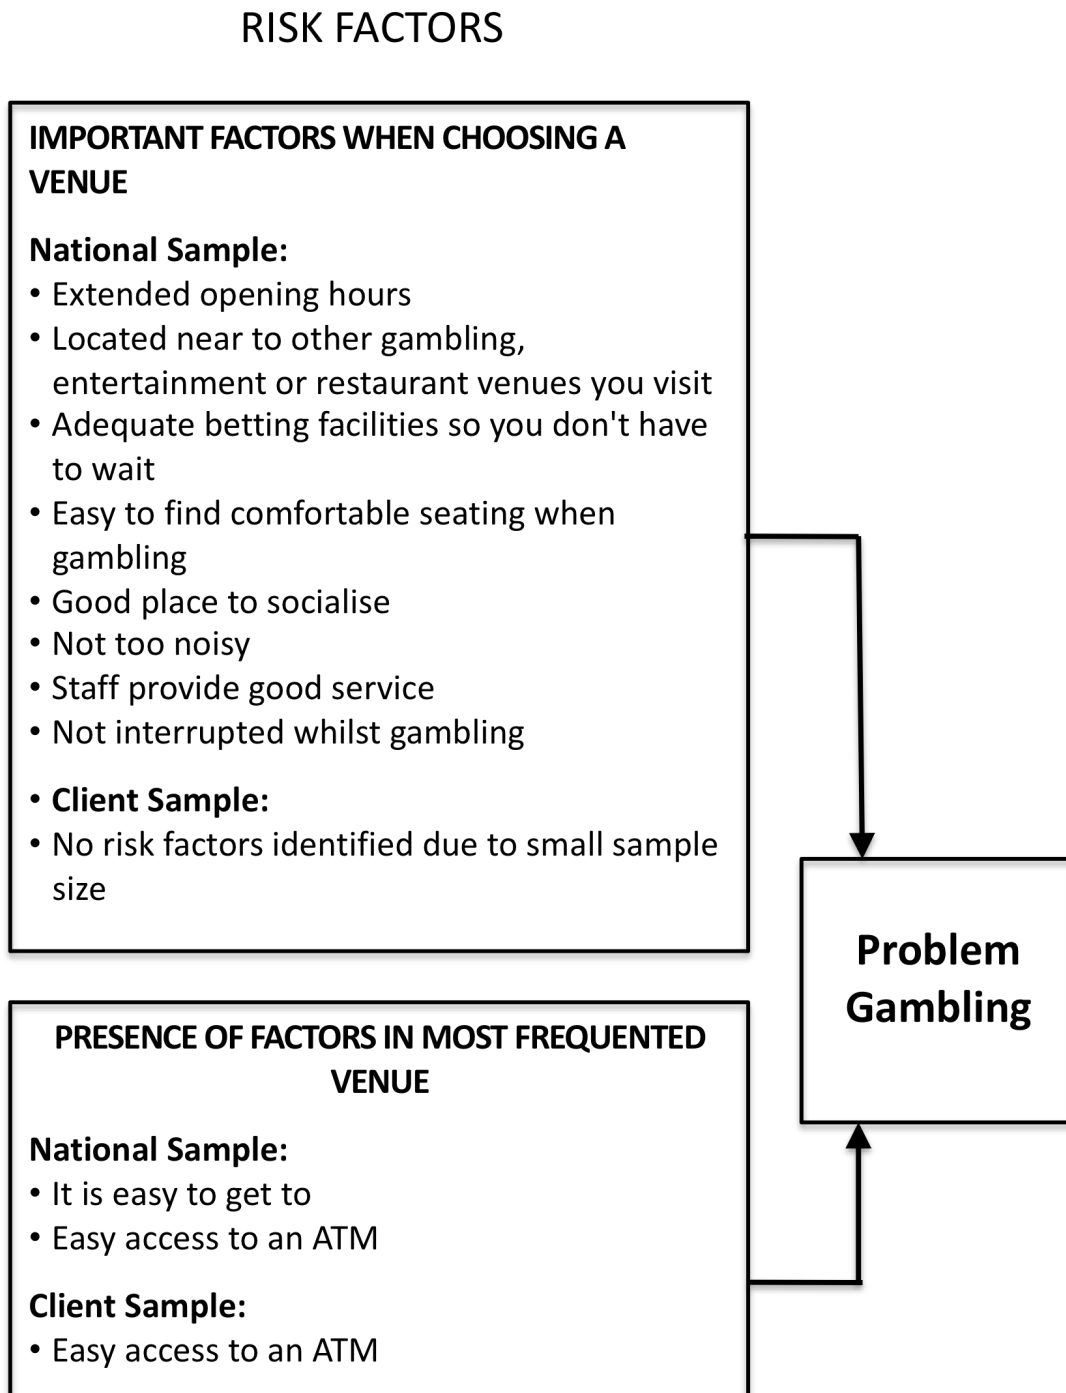 RISK FACTORS
IMPORTANT FACTORS WHEN CHOOSING A
VENUE
National Sample:
• Extended opening hours
• Located near to other gambling,
entertainment or restaurant venues you visit
• Adequate betting facilities so you don't have
to wait
• Easy to find comfortable seating when
gambling
• Good place to socialise
• Not too noisy
• Staff provide good service
• Not interrupted whilst gambling
• Client Sample:
• No risk factors identified due to small sample
size
PRESENCE OF FACTORS IN MOST FREQUENTED
VENUE
National Sample:
• It is easy to get to
• Easy access to an ATM
Client Sample:
• Easy access to an ATM
Problem
Gambling